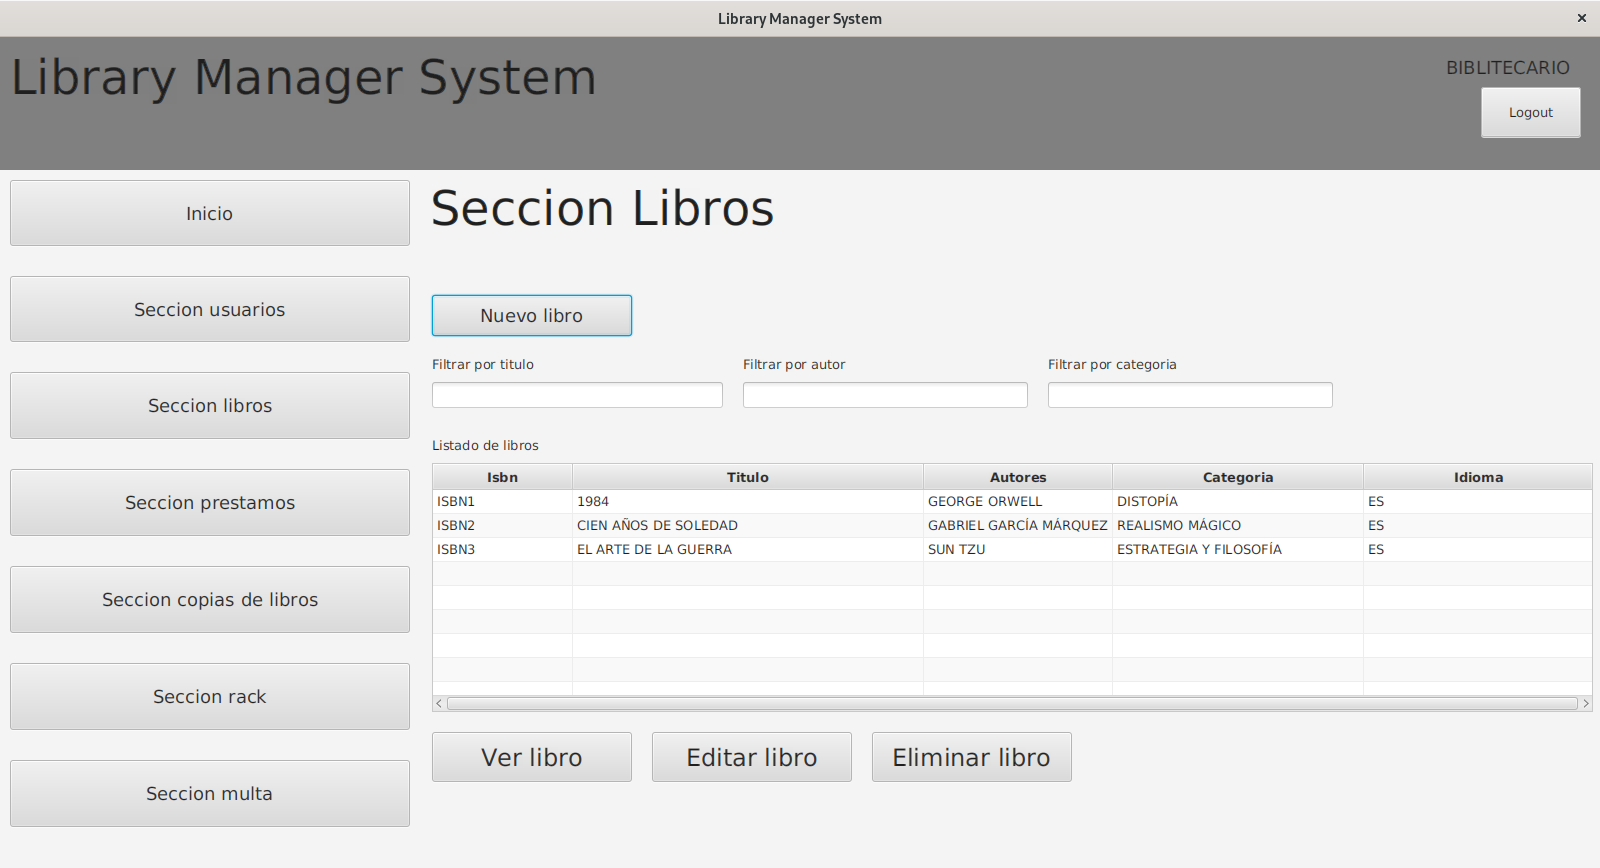 Library Manager System
Library Manager System
BIBLITECARIO
Logout
Inicio
Seccion usuarios
Seccion libros
Seccion prestamos
Seccion copias de libros
Seccion rack
Seccion multa
Seccion Libros
Nuevo libro
Filtrar por titulo Filtrar por autor Filtrar por categoria
Listado de libros
Isbn Titulo Autores Categoria Idioma
ISBN1 1984 GEORGE ORWELL DISTOPÍA ES
ISBN2 CIEN AÑOS DE SOLEDAD GABRIEL GARCÍA MÁRQUEZ REALISMO MÁGICO ES
ISBN3 EL ARTE DE LA GUERRA SUN TZU ESTRATEGIA Y FILOSOFÍA ES
Ver libro Editar libro Eliminar libro